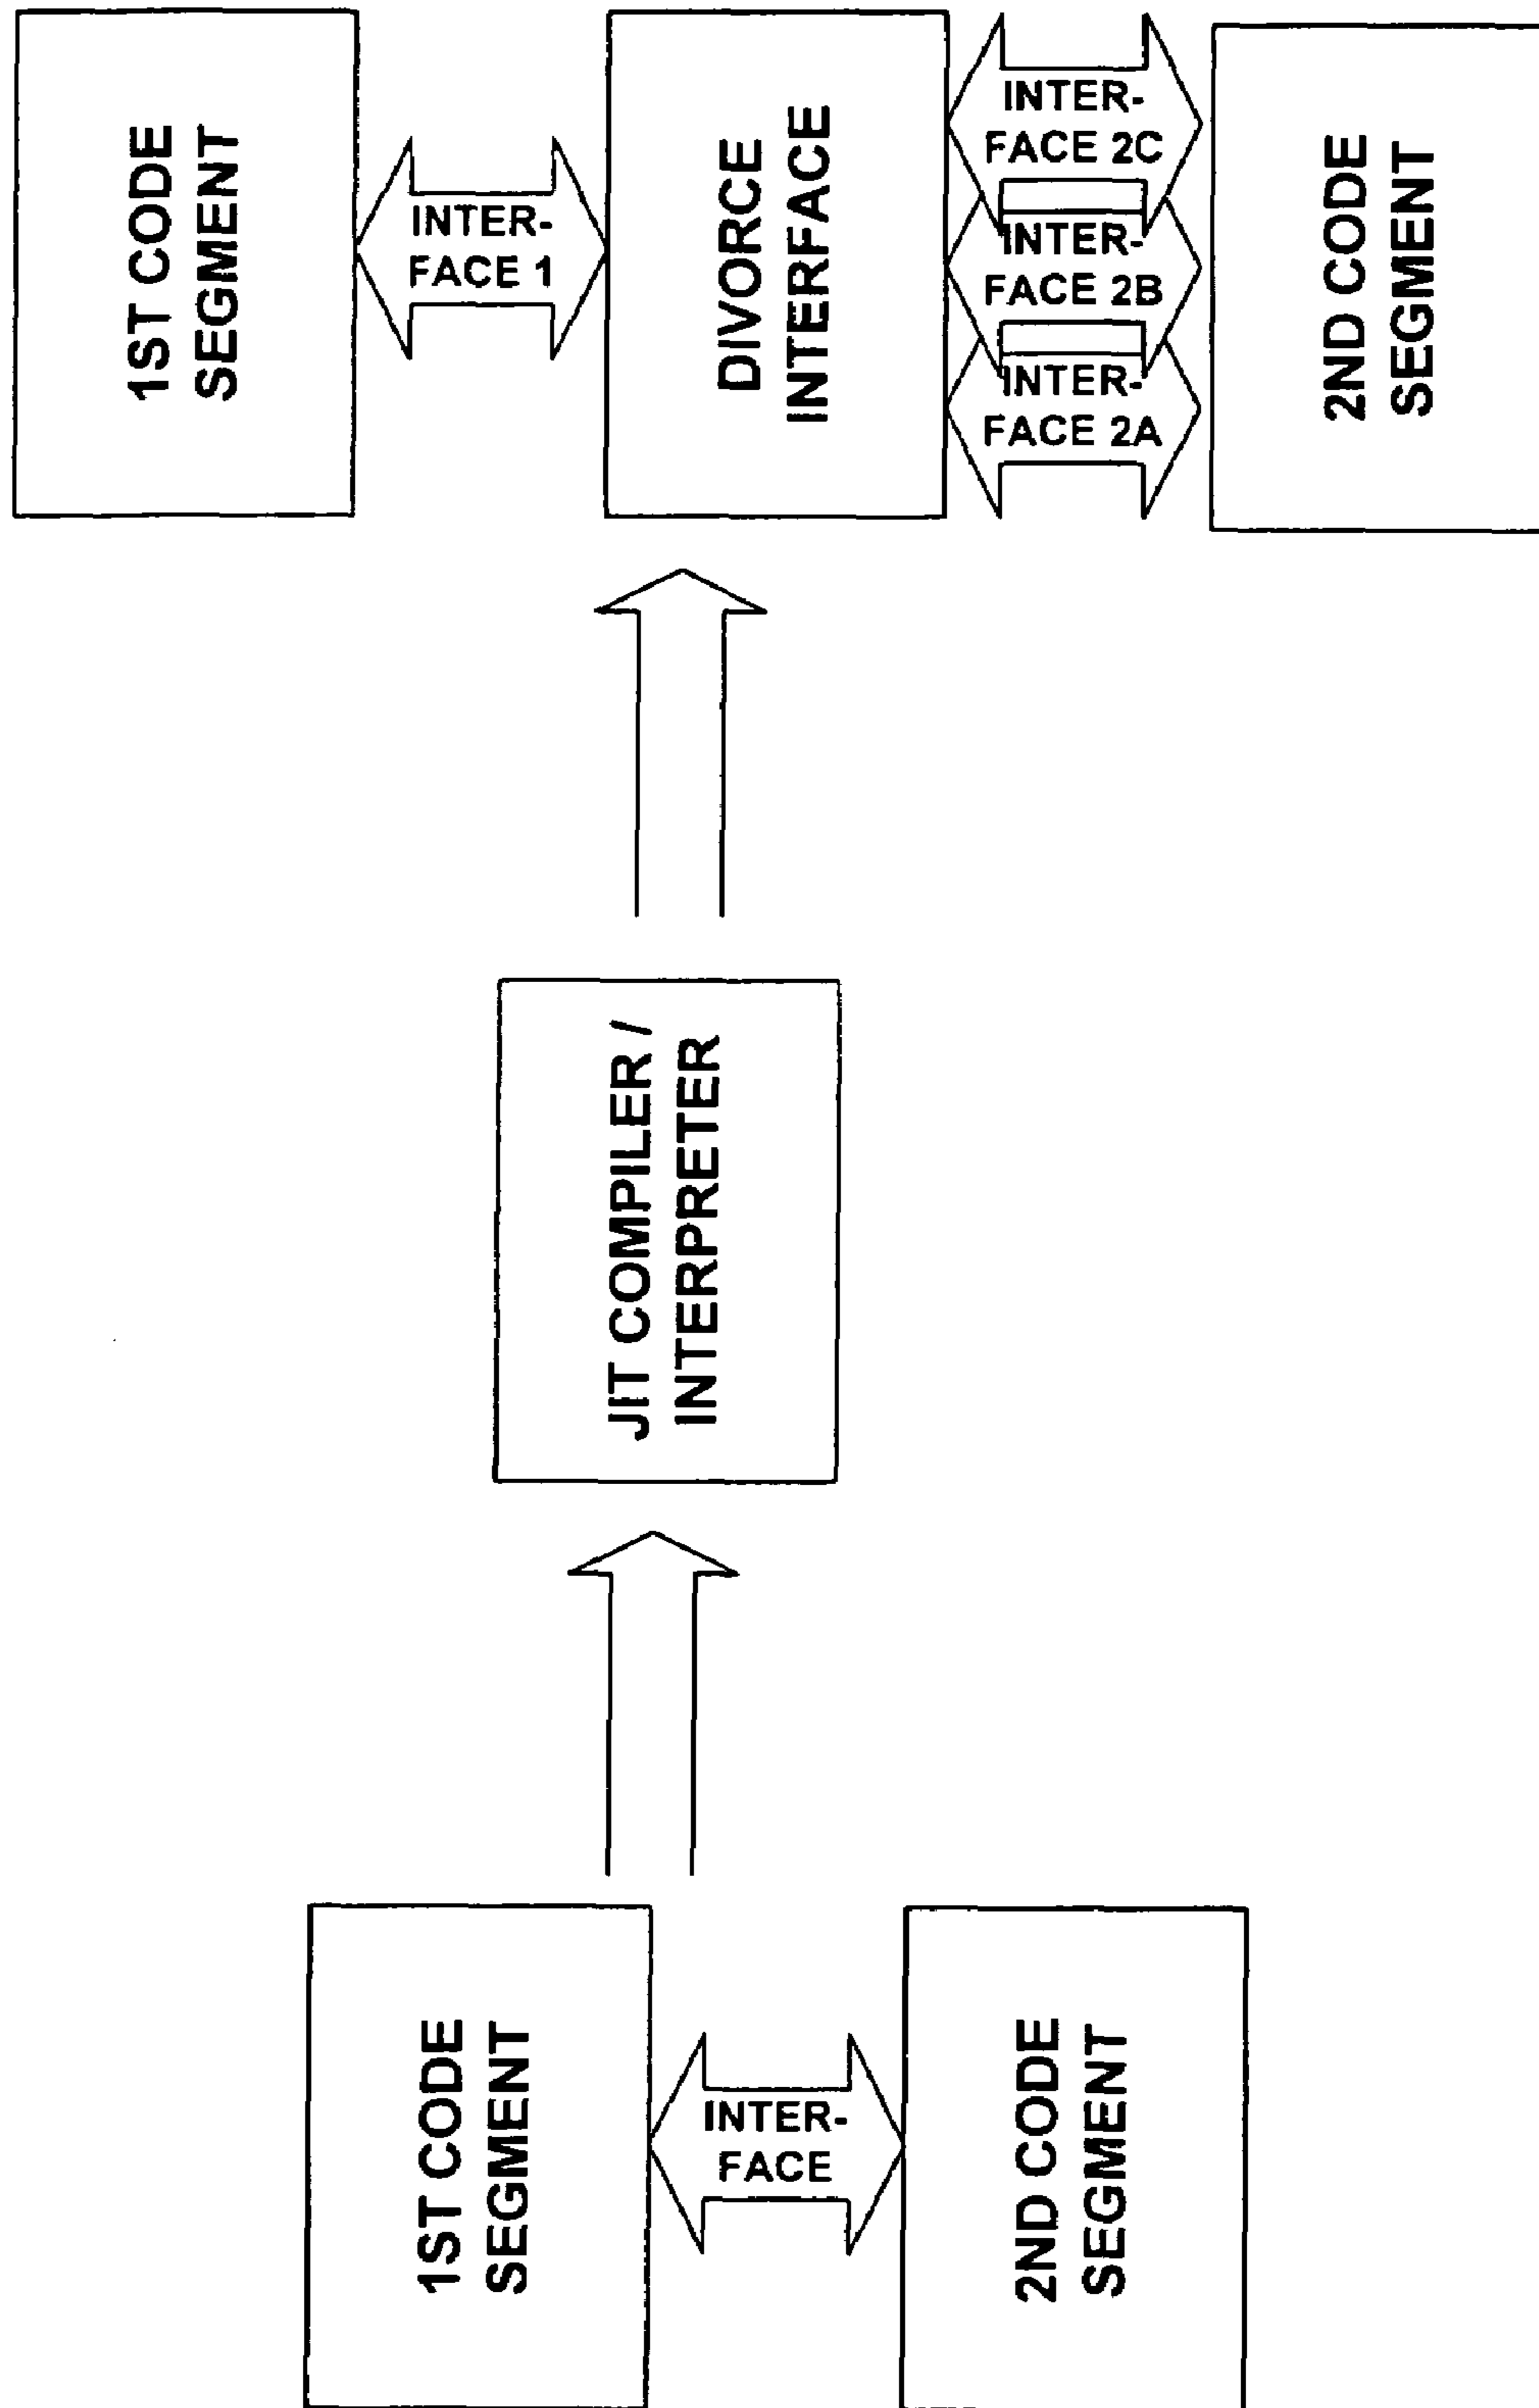 1ST CODE
SEGMENT
INTER-
FACE
2ND CODE
SEGMENT
JIT COMPILER /
INTERPRETER
1ST CODE
SEGMENT
INTER-
FACE 1
DIVORCE
INTERFACE
INTER-
FACE 2C
INTER-
FACE 2B
INTER-
FACE 2A
2ND CODE
SEGMENT